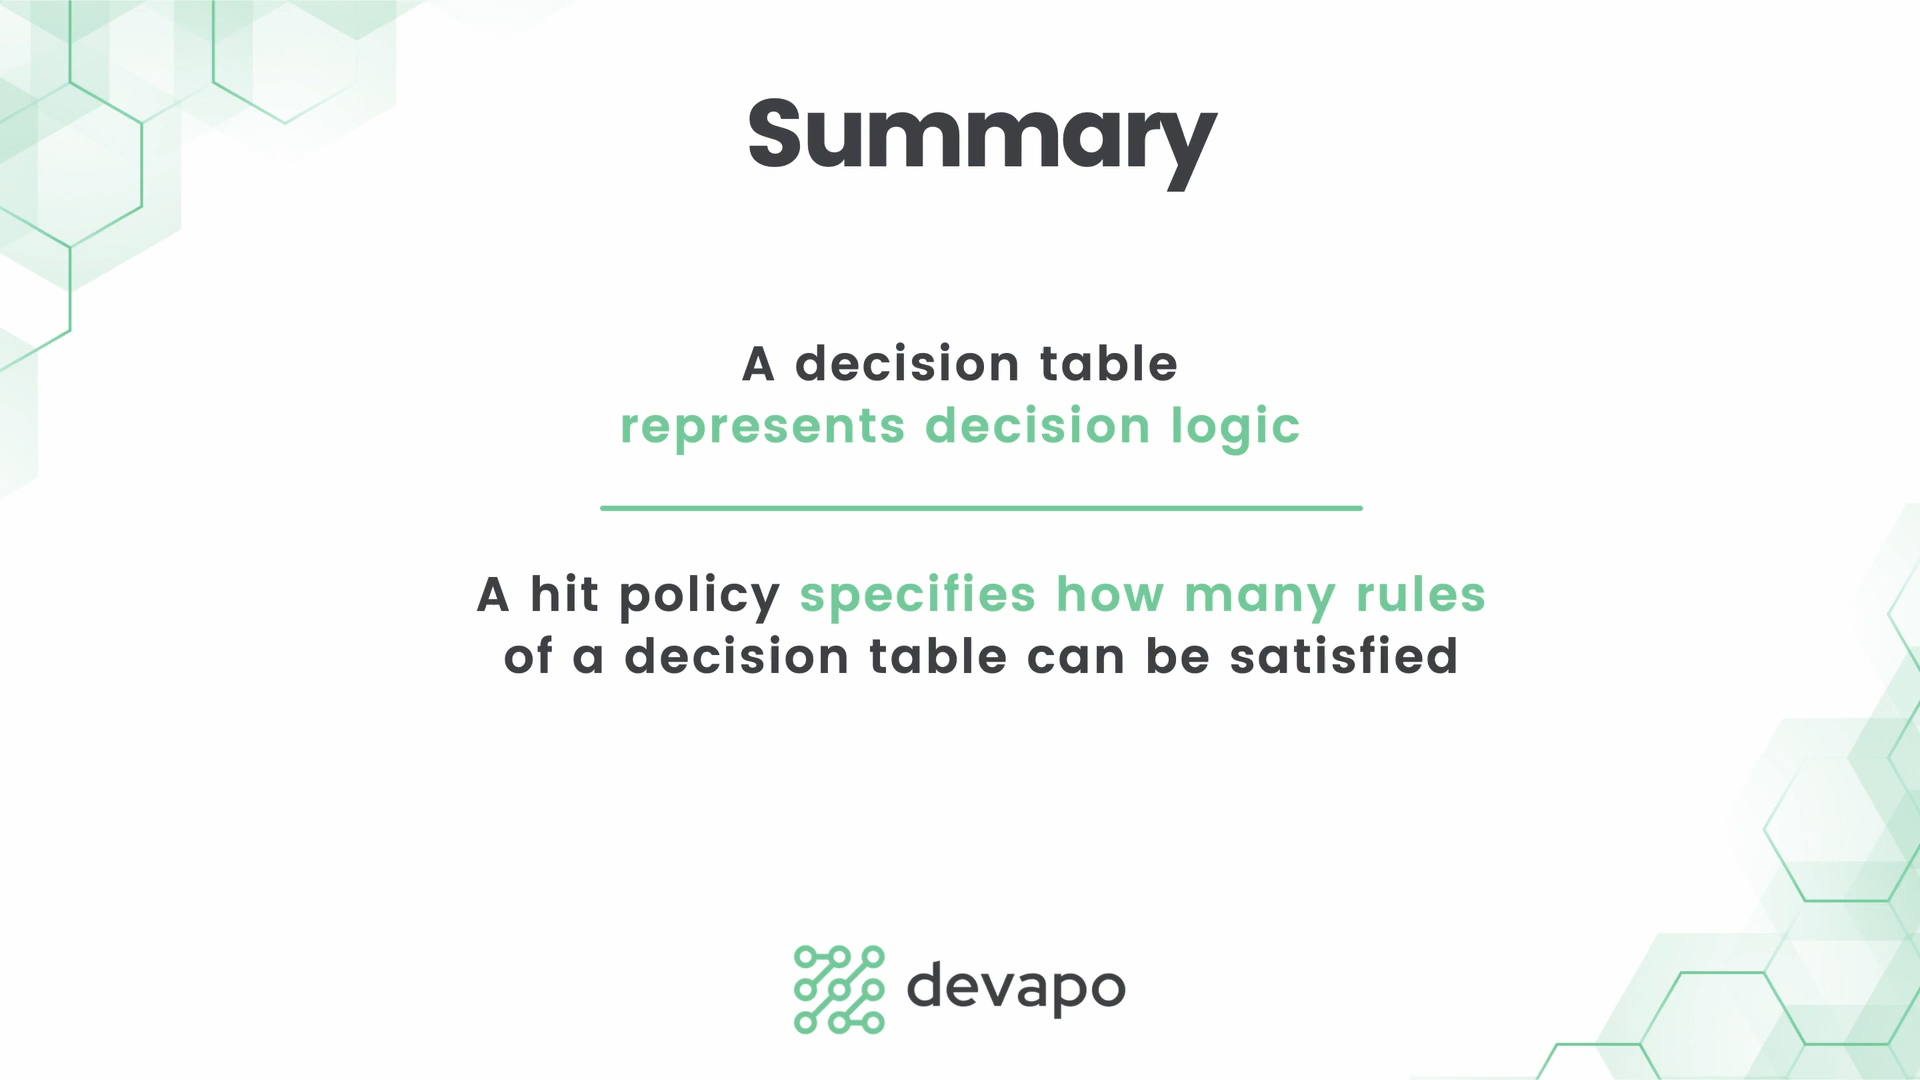 Summary
A decision table
represents decision logic
A hit policy specifies how many rules
of a decision table can be satisfied
devapo